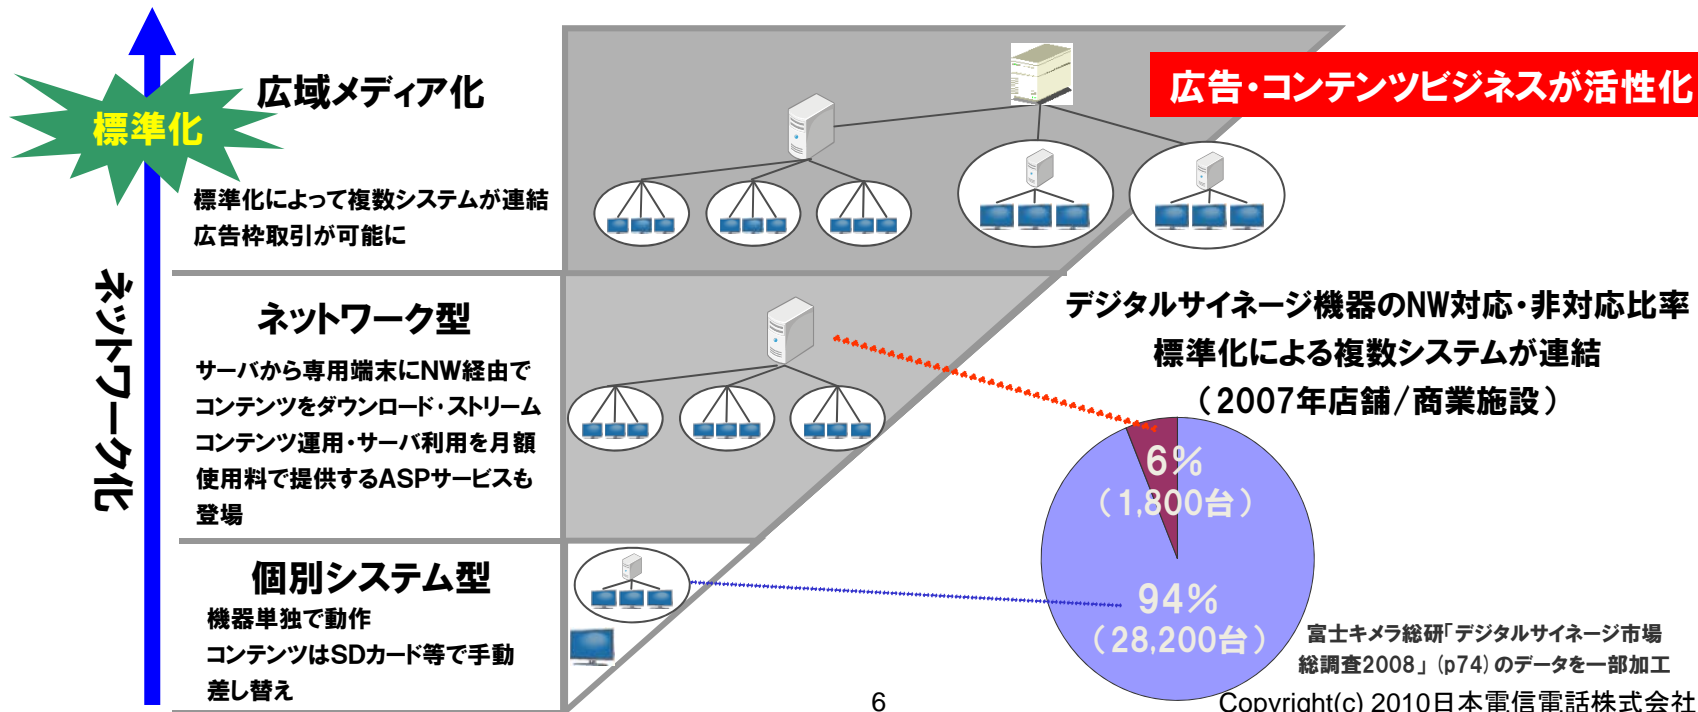 標準化
ネットワーク化
広域メディア化
標準化によって複数システムが連結
広告枠取引が可能に
広告・コンテンツビジネスが活性化
ネットワーク型
サーバから専用端末にNW経由で
コンテンツをダウンロード・ストリーム
コンテンツ運用・サーバ利用を月額
使用料で提供するASPサービスも
登場
個別システム型
機器単独で動作
コンテンツはSDカード等で手動
差し替え
デジタルサイネージ機器のNW対応・非対応比率
標準化による複数システムが連結
（2007年店舗/商業施設）
6%
（1,800台）
94%
（28,200台）
富士キメラ総研「デジタルサイネージ市場
総調査2008」(p74)のデータを一部加工
6
Copyright(c) 2010日本電信電話株式会社